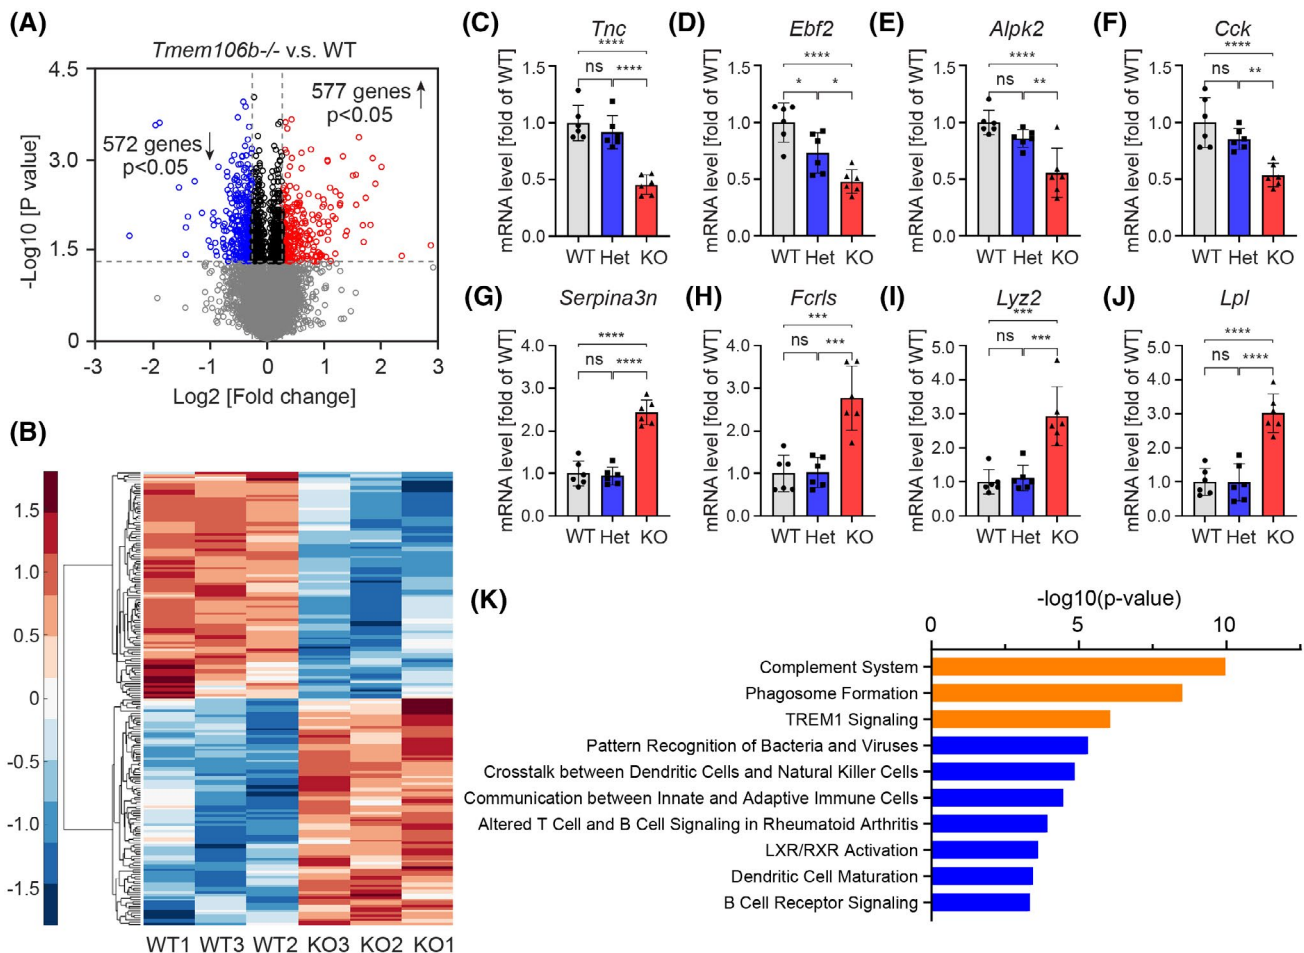 (A)
Tmem106b-/- v.s. WT
4.5
3.0
1.5
0
-Log10 [P value]
577 genes
p<0.05
572 genes
p<0.05
-3 -2 -1 0 1 2 3
Log2 [Fold change]
(B)
1.5
1.0
0.5
0
-0.5
-1.0
-1.5
WT1 WT3 WT2 KO3 KO2 KO1
(C)
Tnc
mRNA level [fold of WT]
1.5
1.0
0.5
0.0
****
ns ****
WT Het KO
(D)
Ebf2
mRNA level [fold of WT]
1.5
1.0
0.5
0.0
****
* *
WT Het KO
(E)
Alpk2
mRNA level [fold of WT]
1.5
1.0
0.5
0.0
****
ns **
WT Het KO
(F)
Cck
mRNA level [fold of WT]
1.5
1.0
0.5
0.0
****
ns **
WT Het KO
(G)
Serpina3n
mRNA level [fold of WT]
4.0
3.0
2.0
1.0
0.0
****
ns ****
WT Het KO
(H)
Fcrls
mRNA level [fold of WT]
4.0
3.0
2.0
1.0
0.0
***
ns ***
WT Het KO
(I)
Lyz2
mRNA level [fold of WT]
5.0
4.0
3.0
2.0
1.0
0.0
***
ns ***
WT Het KO
(J)
Lpl
mRNA level [fold of WT]
5.0
4.0
3.0
2.0
1.0
0.0
****
ns ****
WT Het KO
(K)
-log10(p-value)
0 5 10
Complement System
Phagosome Formation
TREM1 Signaling
Pattern Recognition of Bacteria and Viruses
Crosstalk between Dendritic Cells and Natural Killer Cells
Communication between Innate and Adaptive Immune Cells
Altered T Cell and B Cell Signaling in Rheumatoid Arthritis
LXR/RXR Activation
Dendritic Cell Maturation
B Cell Receptor Signaling